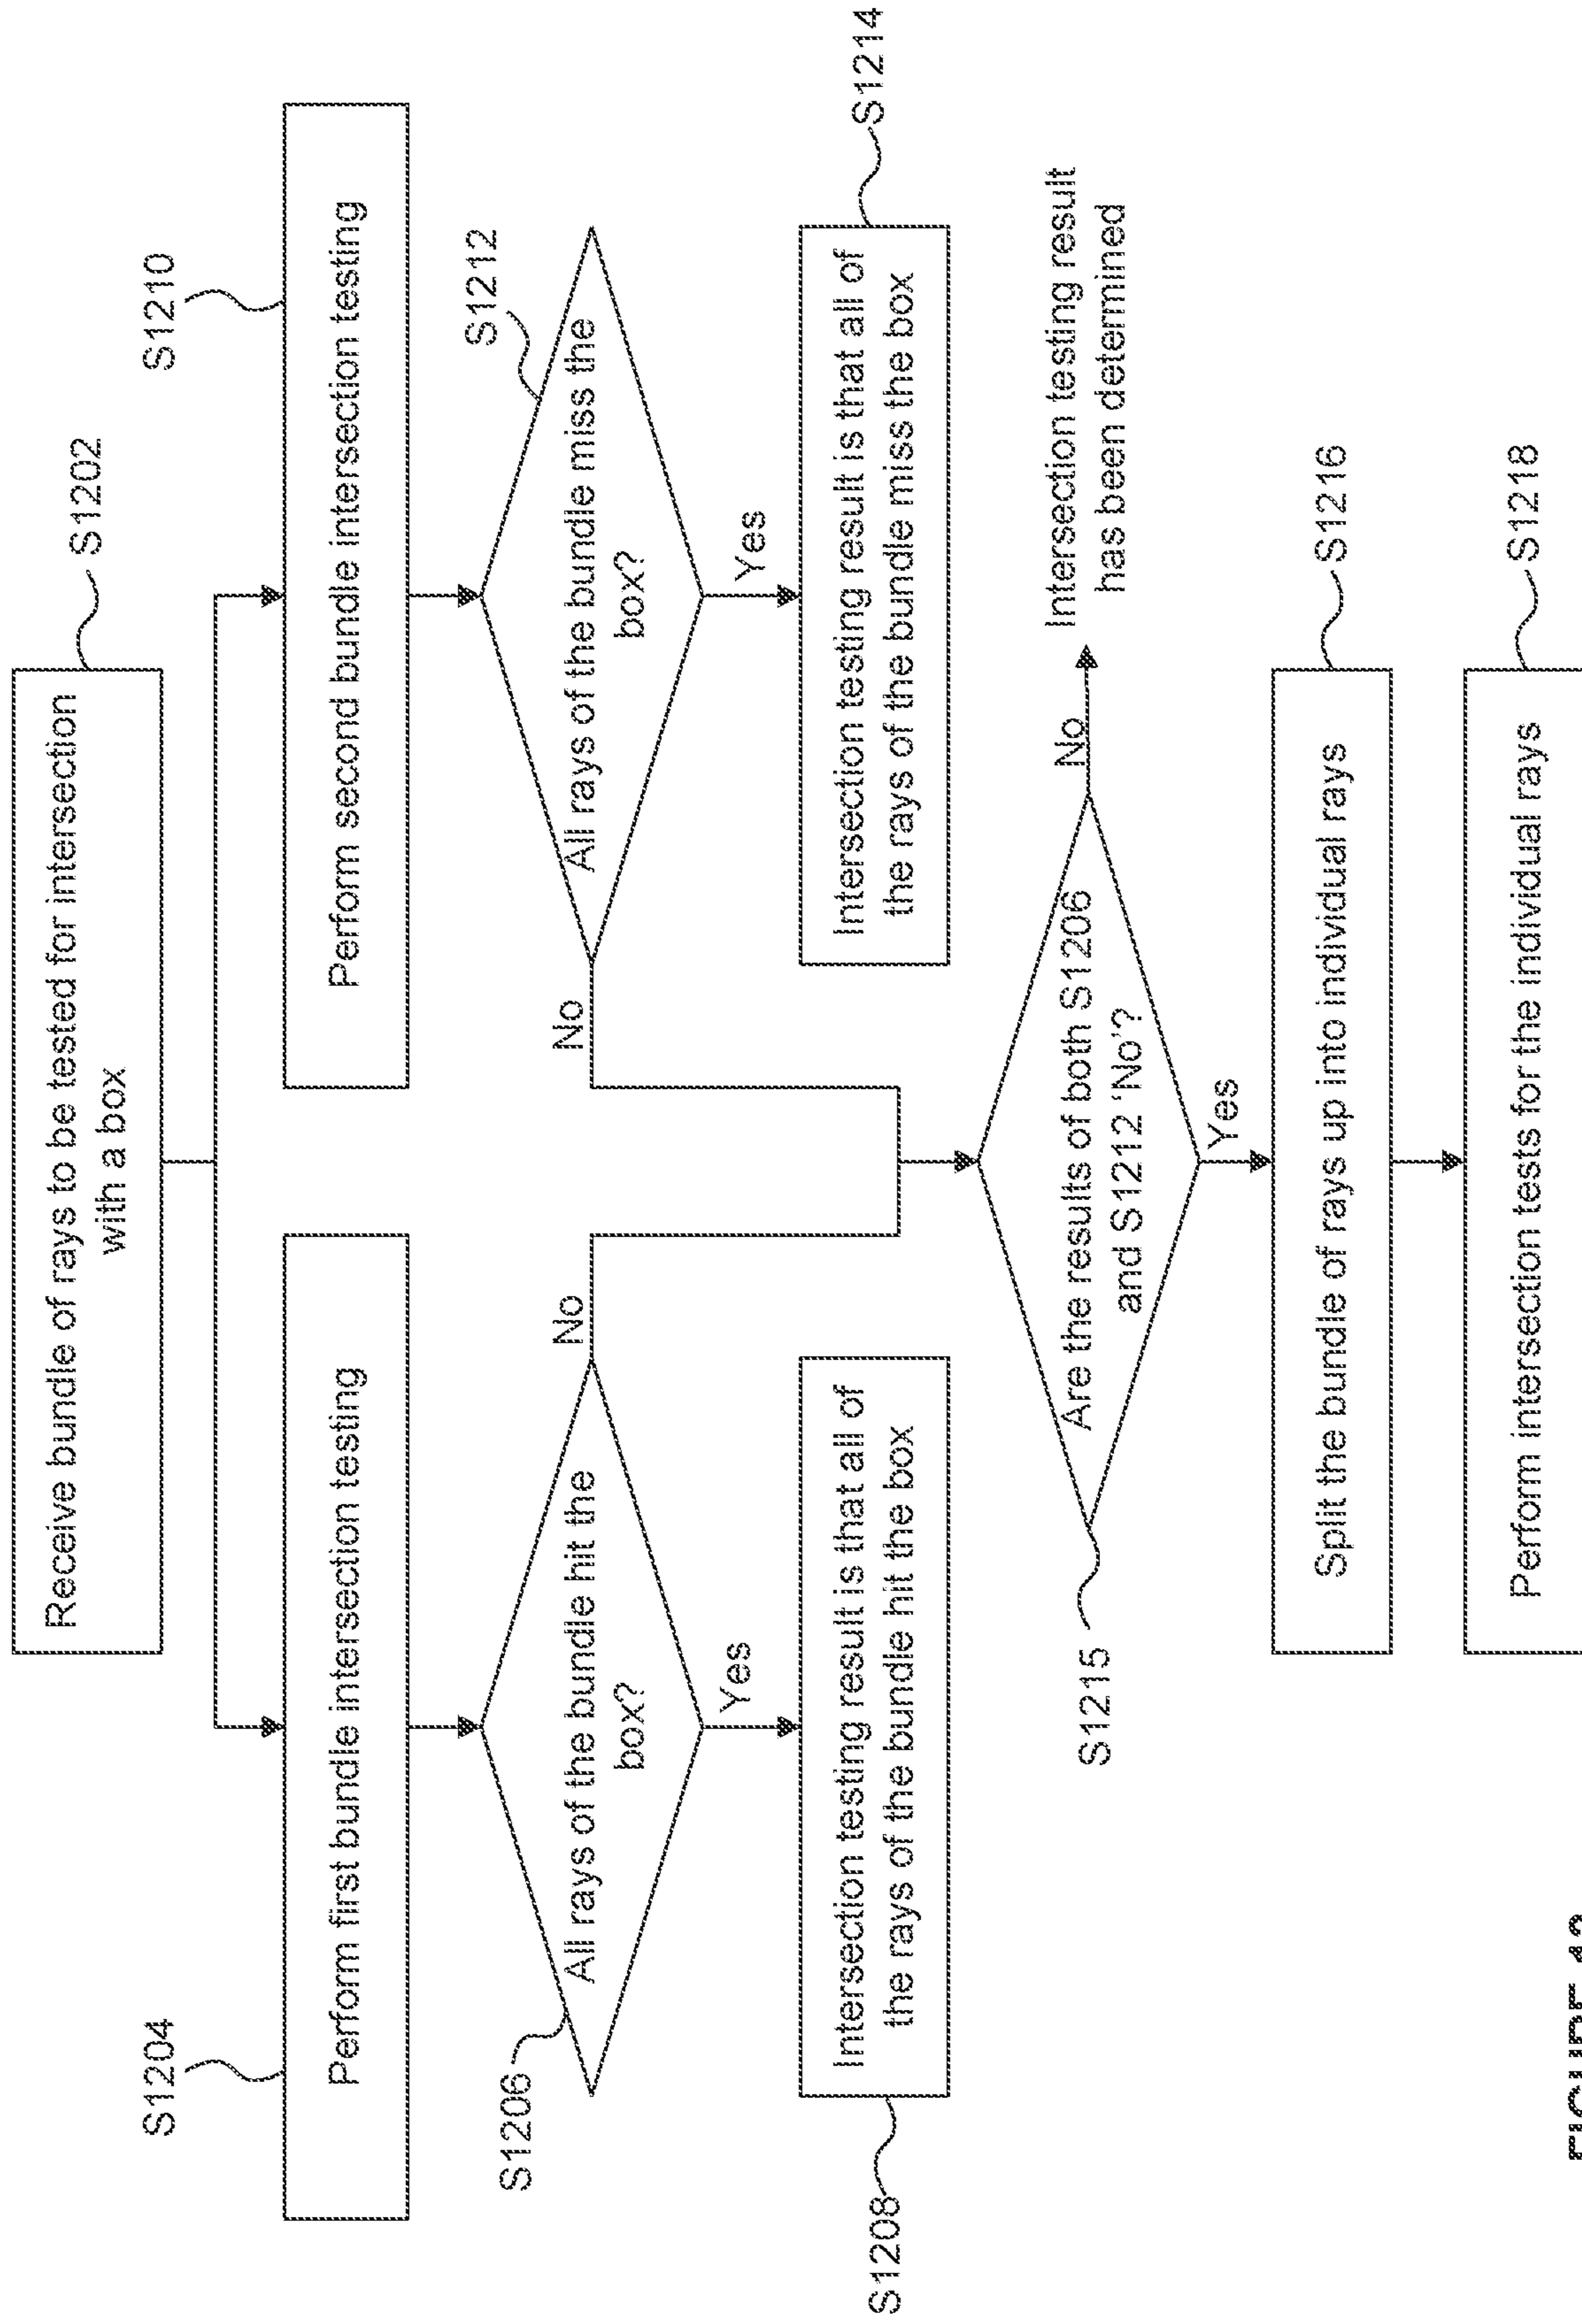 Receive bundle of rays to be tested for intersection
with a box
S1202
S1204
Perform first bundle intersection testing
S1210
Perform second bundle intersection testing
S1206
All rays of the bundle hit the
box?
No
Yes
S1212
All rays of the bundle miss the
box?
No
Yes
S1208
Intersection testing result is that all of
the rays of the bundle hit the box
S1214
Intersection testing result is that all of
the rays of the bundle miss the box
S1215
Are the results of both S1206
and S1212 'No'?
No
Intersection testing result
has been determined
Yes
Split the bundle of rays up into individual rays
S1216
Perform intersection tests for the individual rays
S1218